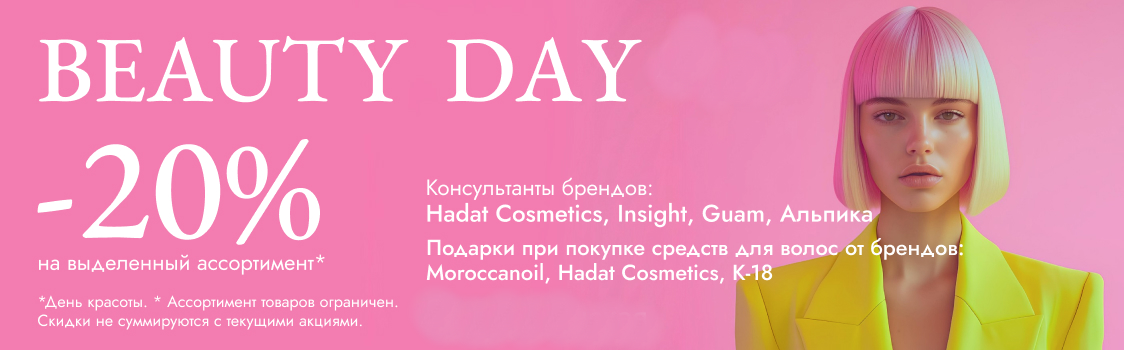 BEAUTY DAY
-20%
на выделенный ассортимент*
*День красоты. * Ассортимент товаров ограничен.
Скидки не суммируются с текущими акциями.
Консультанты брендов:
Hadat Cosmetics, Insight, Guam, Альпика
Подарки при покупке средств для волос от брендов:
Moroccanoil, Hadat Cosmetics, K-18